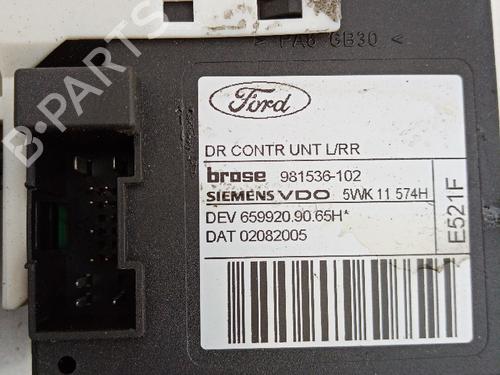 > PA6 GB30 <
Ford
DR CONTR UNT L/RR
brose 981536-102
SIEMENS VDO 5WK 11 574H
DEV 659920.90.65H*
DAT 02082005
E521F
B-PARTS